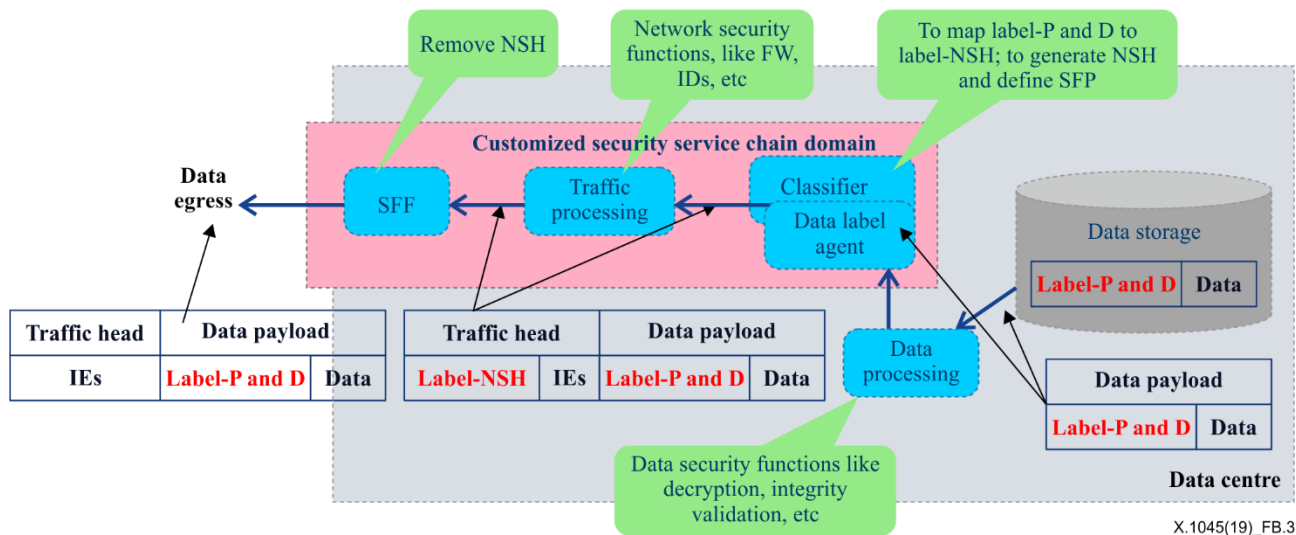 Remove NSH
Network security
functions, like FW,
IDs, etc
To map label-P and D to
label-NSH; to generate NSH
and define SFP
Customized security service chain domain
Data
egress
SFF
Traffic
processing
Classifier
Data label
agent
Data storage
Label-P and D Data
Traffic head Data payload
IEs Label-P and D Data
Traffic head Data payload
Label-NSH IEs Label-P and D Data
Data
processing
Data payload
Label-P and D Data
Data security functions like
decryption, integrity
validation, etc
Data centre
X.1045(19)_FB.3